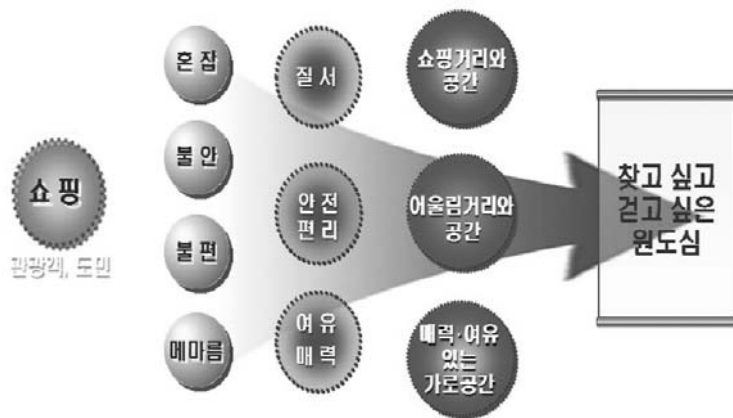 쇼핑
관광객, 도민
혼잡
불안
불편
메마름
질서
안전
편리
여유
매력
쇼핑거리와
공간
어울림거리와
공간
매력·여유
있는
가로공간
찾고 싶고
걷고 싶은
원도심